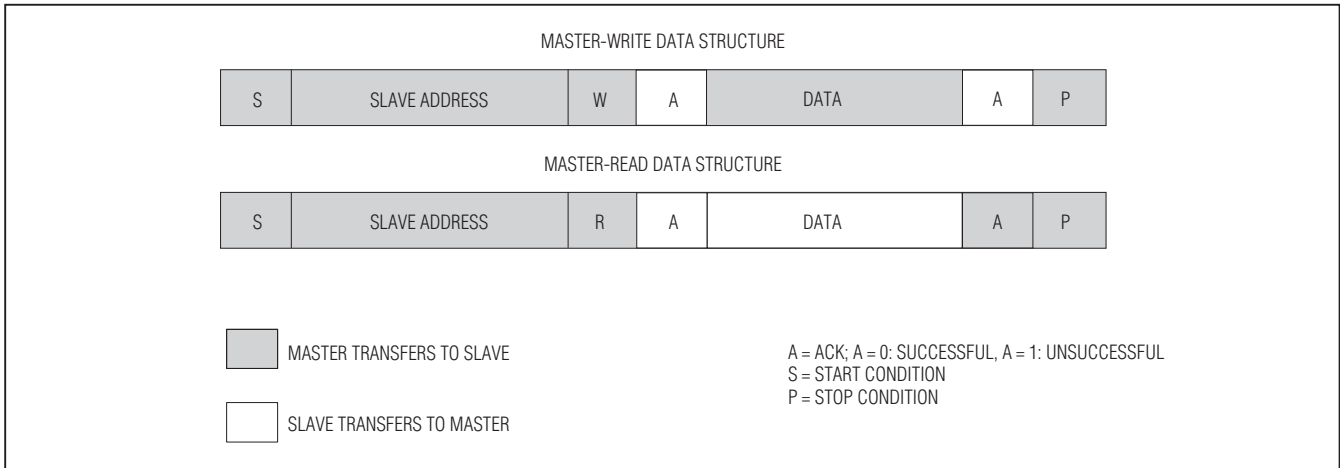 MASTER-WRITE DATA STRUCTURE
S SLAVE ADDRESS W A DATA A P
MASTER-READ DATA STRUCTURE
S SLAVE ADDRESS R A DATA A P
MASTER TRANSFERS TO SLAVE
SLAVE TRANSFERS TO MASTER
A = ACK; A = 0: SUCCESSFUL, A = 1: UNSUCCESSFUL
S = START CONDITION
P = STOP CONDITION